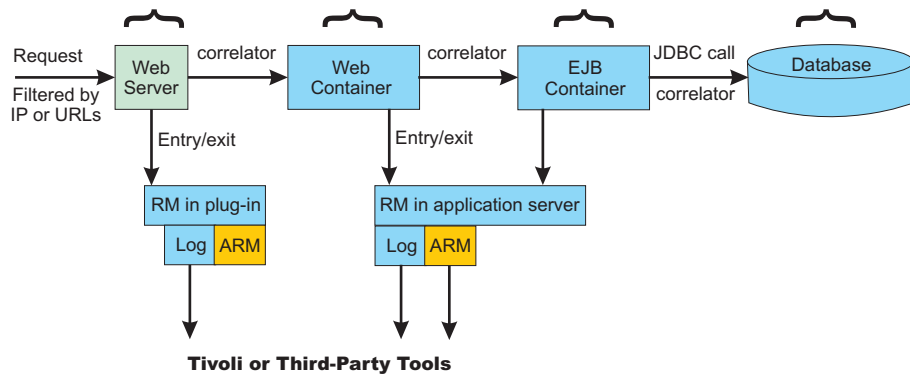 Request
Filtered by
IP or URLs
Web
Server
correlator
Web
Container
correlator
EJB
Container
JDBC call
correlator
Database
Entry/exit
Entry/exit
RM in plug-in
Log
ARM
RM in application server
Log
ARM
Tivoli or Third-Party Tools